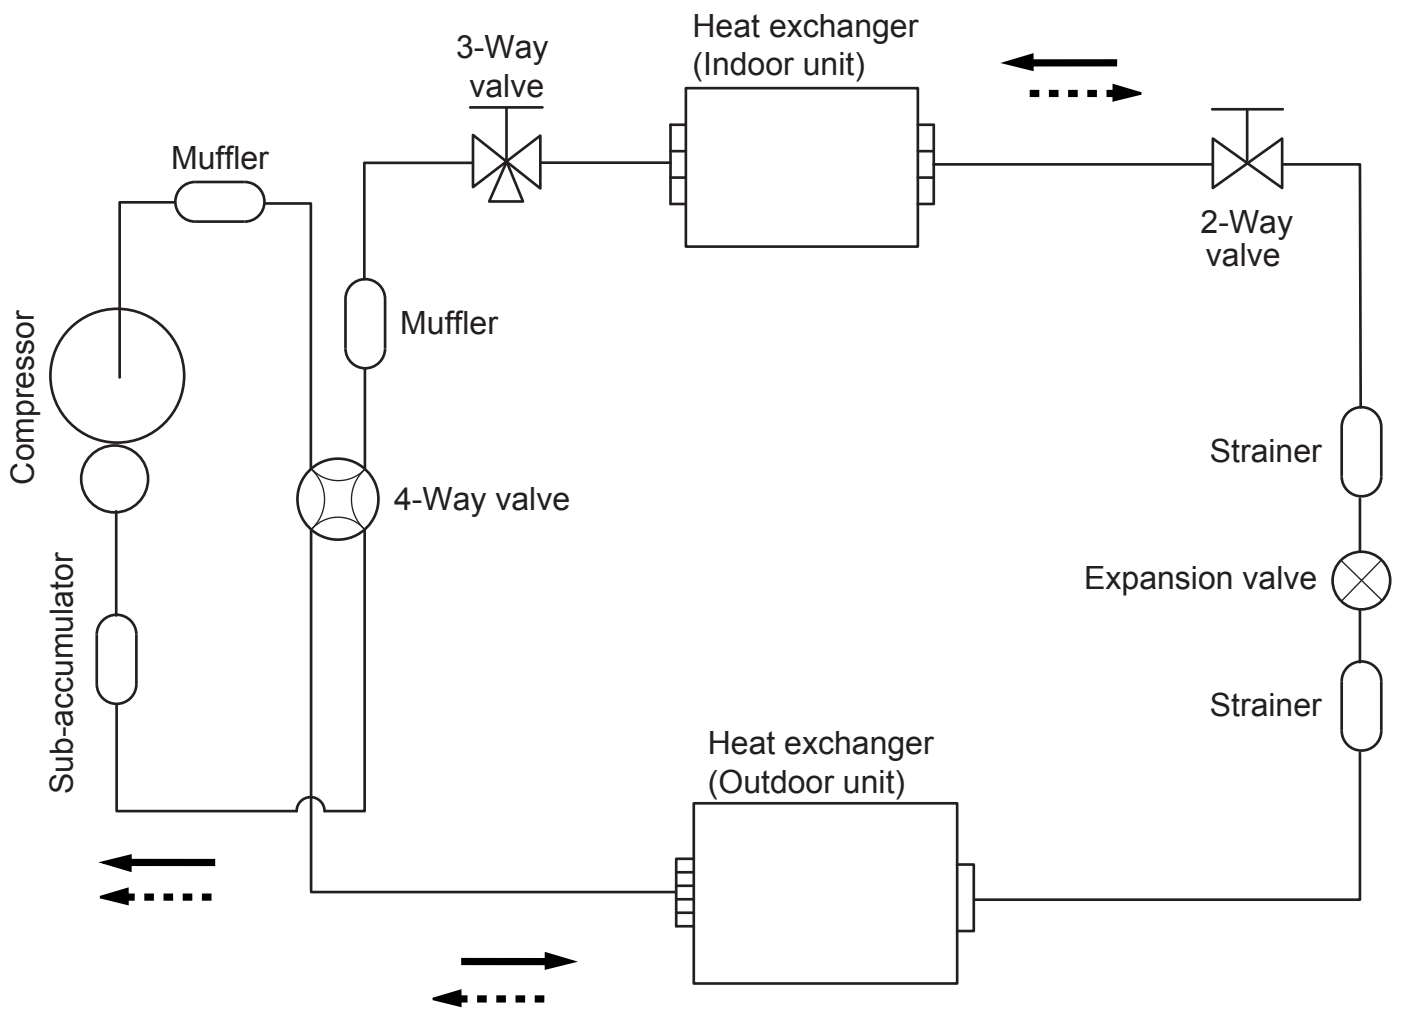 Heat exchanger
(Indoor unit)
3-Way
valve
Muffler
2-Way
valve
Muffler
Compressor
Strainer
4-Way valve
Expansion valve
Sub-accumulator
Strainer
Heat exchanger
(Outdoor unit)